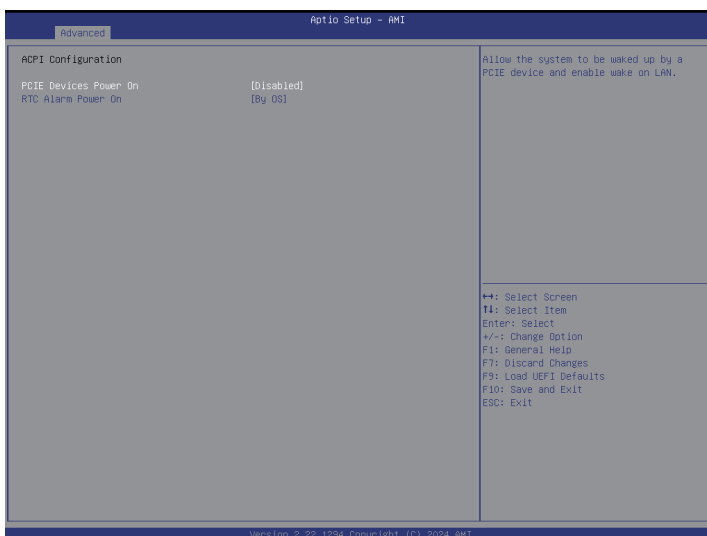 Aptio Setup – AMI
Advanced
ACPI Configuration
PCIE Devices Power On [Disabled]
RTC Alarm Power On [By OS]
Allow the system to be waked up by a
PCIE device and enable wake on LAN.
↔: Select Screen
↑↓: Select Item
Enter: Select
+/-: Change Option
F1: General Help
F7: Discard Changes
F9: Load UEFI Defaults
F10: Save and Exit
ESC: Exit
Version 2.22.1294 Copyright (C) 2024 AMI